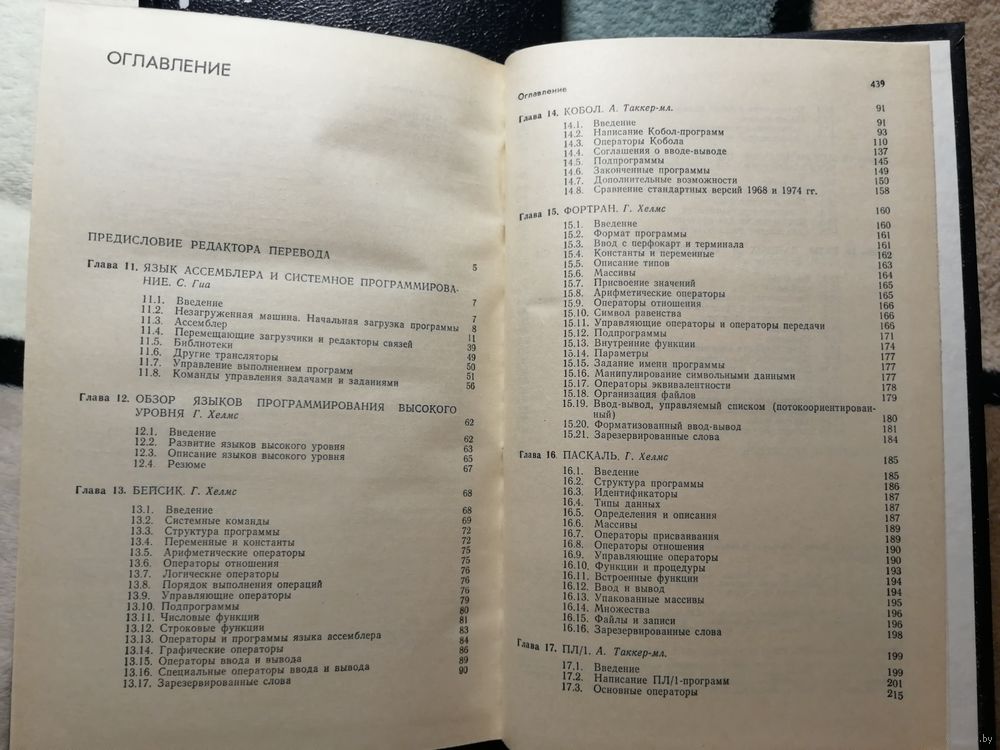 ОГЛАВЛЕНИЕ
ПРЕДИСЛОВИЕ РЕДАКТОРА ПЕРЕВОДА 5
Глава 11. ЯЗЫК АССЕМБЛЕРА И СИСТЕМНОЕ ПРОГРАММИРОВА-
НИЕ. С. Гиа 7
11.1. Введение 7
11.2. Незагруженная машина. Начальная загрузка программы 8
11.3. Ассемблер 11
11.4. Перемещающие загрузчики и редакторы связей 39
11.5. Библиотеки 49
11.6. Другие трансляторы 50
11.7. Управление выполнением программ 51
11.8. Команды управления задачами и заданиями 56
Глава 12. ОБЗОР ЯЗЫКОВ ПРОГРАММИРОВАНИЯ ВЫСОКОГО
УРОВНЯ Г. Хелмс 62
12.1. Введение 62
12.2. Развитие языков высокого уровня 63
12.3. Описание языков высокого уровня 65
12.4. Резюме 67
Глава 13. БЕЙСИК. Г. Хелмс 68
13.1. Введение 68
13.2. Системные команды 69
13.3. Структура программы 72
13.4. Переменные и константы 72
13.5. Арифметические операторы 75
13.6. Операторы отношения 75
13.7. Логические операторы 76
13.8. Порядок выполнения операций 76
13.9. Управляющие операторы 76
13.10. Подпрограммы 79
13.11. Числовые функции 80
13.12. Строковые функции 81
13.13. Операторы и программы языка ассемблера 83
13.14. Графические операторы 84
13.15. Операторы ввода и вывода 86
13.16. Специальные операторы ввода и вывода 89
13.17. Зарезервированные слова 90
Оглавление 439
Глава 14. КОБОЛ. А. Таккер-мл. 91
14.1. Введение 91
14.2. Написание Кобол-программ 93
14.3. Операторы Кобола 110
14.4. Соглашения о вводе-выводе 137
14.5. Подпрограммы 145
14.6. Законченные программы 149
14.7. Дополнительные возможности 150
14.8. Сравнение стандартных версий 1968 и 1974 гг. 158
Глава 15. ФОРТРАН. Г. Хелмс 160
15.1. Введение 160
15.2. Формат программы 161
15.3. Ввод с перфокарт и терминала 161
15.4. Константы и переменные 162
15.5. Описание типов 163
15.6. Массивы 164
15.7. Присвоение значений 165
15.8. Арифметические операторы 165
15.9. Операторы отношения 166
15.10. Символ равенства 166
15.11. Управляющие операторы и операторы передачи 166
15.12. Подпрограммы 171
15.13. Внутренние функции 174
15.14. Параметры 177
15.15. Задание имени программы 177
15.16. Манипулирование символьными данными 177
15.17. Операторы эквивалентности 178
15.18. Организация файлов 179
15.19. Ввод-вывод, управляемый списком (потокоориентирован-
ный) 180
15.20. Форматизованный ввод-вывод 181
15.21. Зарезервированные слова 184
Глава 16. ПАСКАЛЬ. Г. Хелмс 185
16.1. Введение 185
16.2. Структура программы 186
16.3. Идентификаторы 187
16.4. Типы данных 187
16.5. Определения и описания 189
16.6. Массивы 189
16.7. Операторы присваивания 190
16.8. Операторы отношения 190
16.9. Управляющие операторы 190
16.10. Функции и процедуры 193
16.11. Встроенные функции 194
16.12. Ввод и вывод 194
16.13. Упакованные массивы 195
16.14. Множества 196
16.15. Файлы и записи 196
16.16. Зарезервированные слова 198
Глава 17. ПЛ/1. А. Таккер-мл. 199
17.1. Введение 199
17.2. Написание ПЛ/1-программ 201
17.3. Основные операторы 215